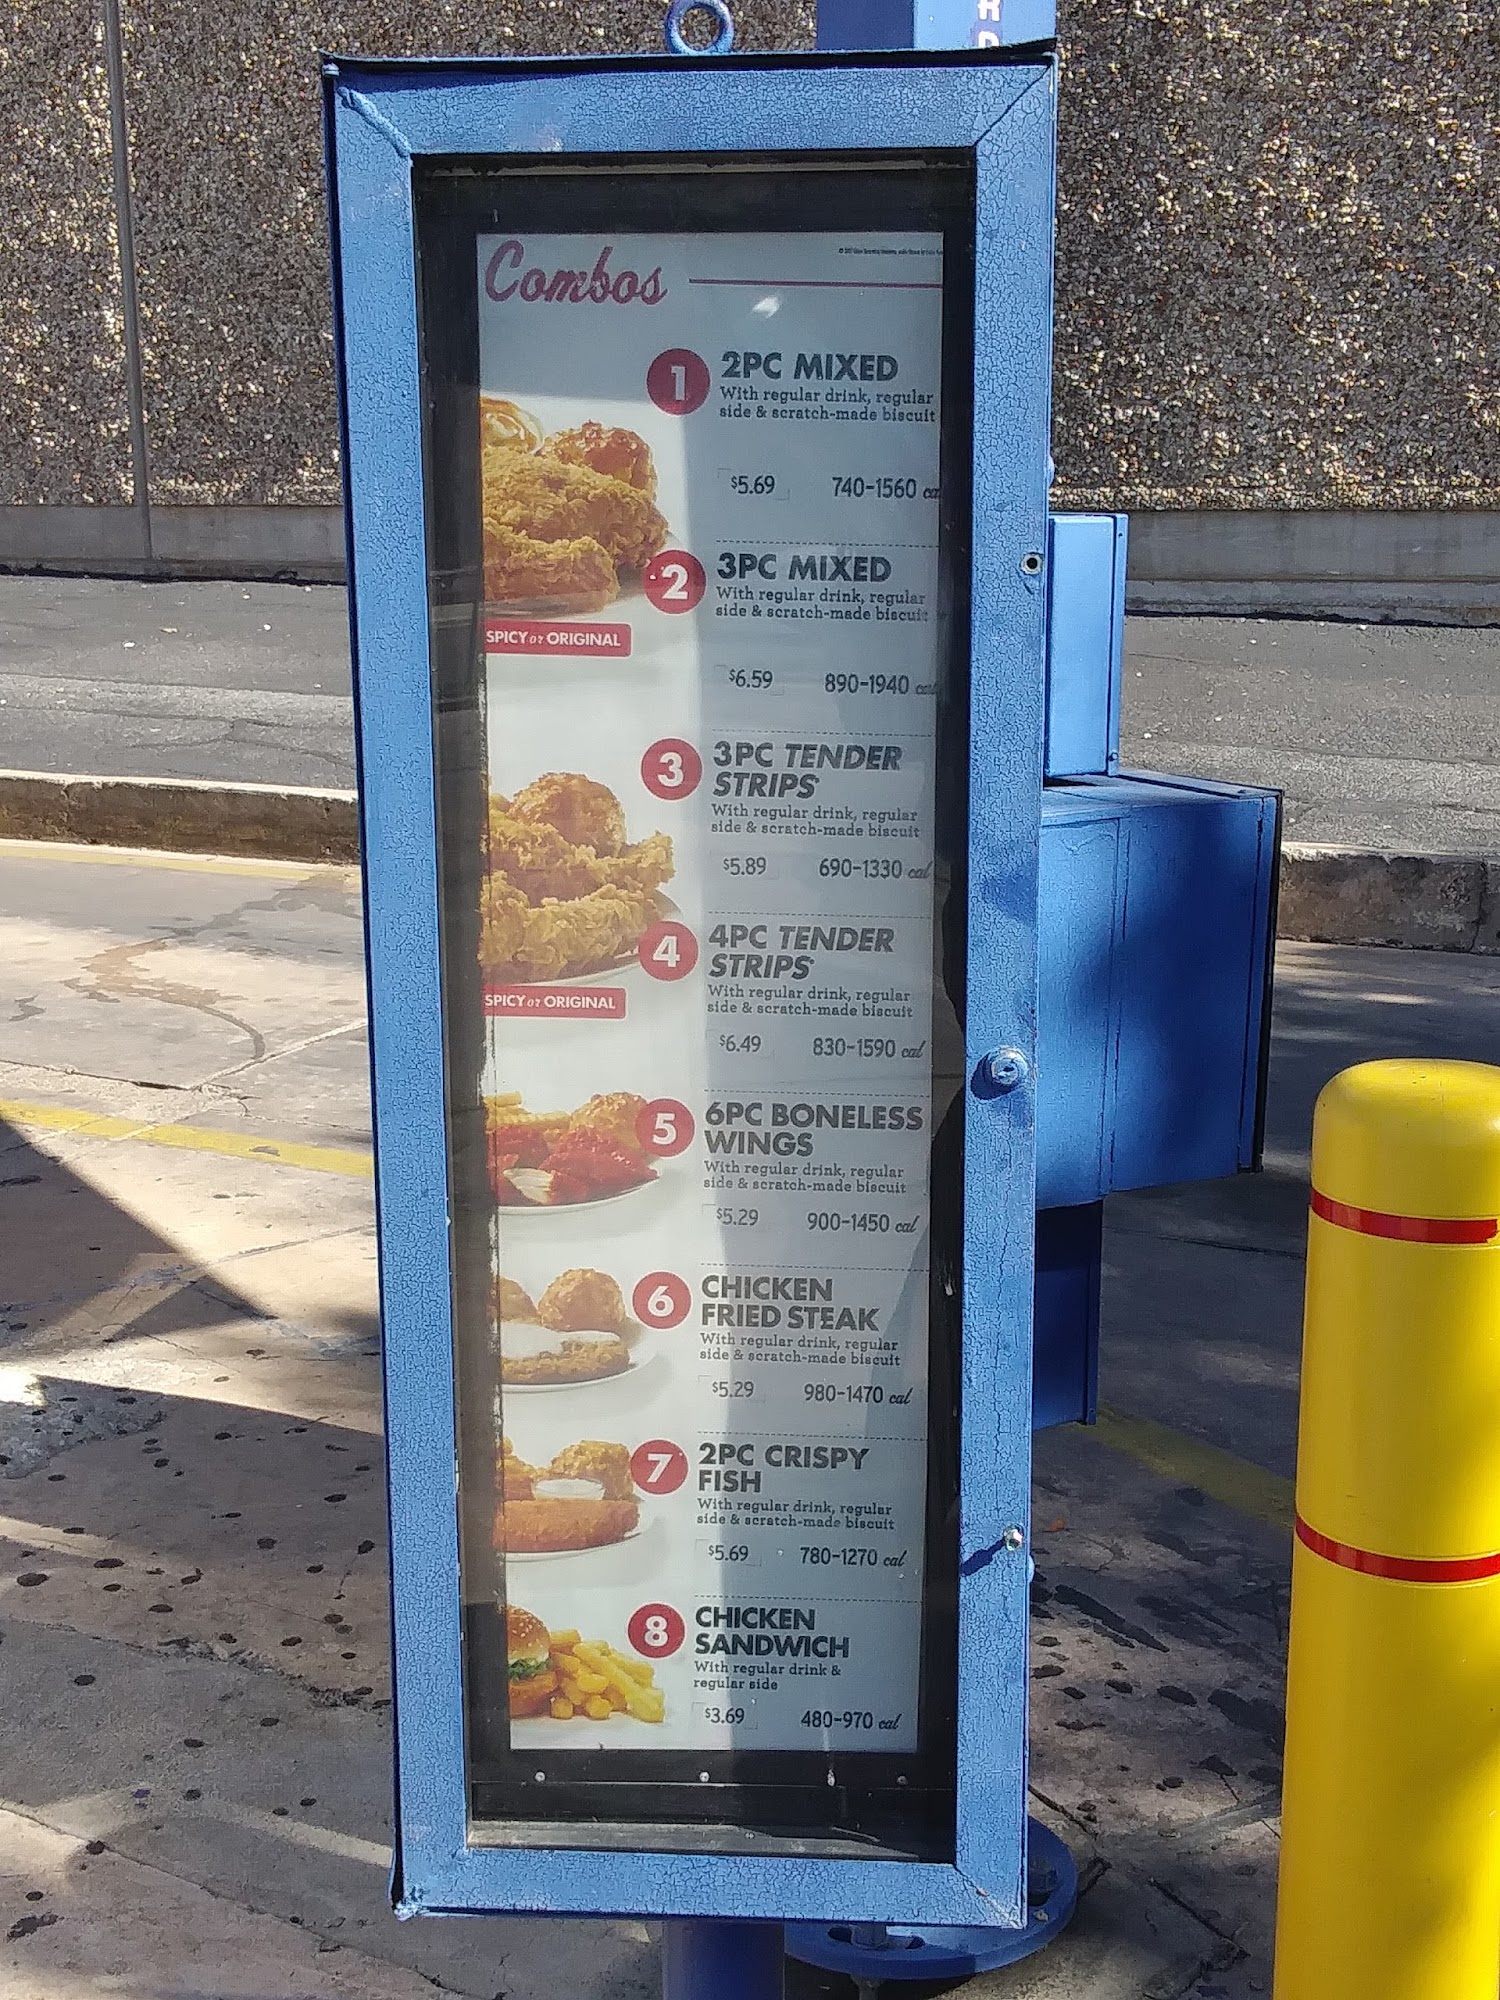 R
Combos
1
2PC MIXED
With regular drink, regular
side & scratch-made biscuit
$5.69 740-1560
2
3PC MIXED
With regular drink, regular
side & scratch-made biscuit
SPICY or ORIGINAL
$6.59 890-1940
3
3PC TENDER
STRIPS
With regular drink, regular
side & scratch-made biscuit
$5.89 690-1330 cal
4
4PC TENDER
STRIPS
With regular drink, regular
side & scratch-made biscuit
SPICY or ORIGINAL
$6.49 830-1590 cal
5
6PC BONELESS
WINGS
With regular drink, regular
side & scratch-made biscuit
$5.29 900-1450 cal
6
CHICKEN
FRIED STEAK
With regular drink, regular
side & scratch-made biscuit
$5.29 980-1470 cal
7
2PC CRISPY
FISH
With regular drink, regular
side & scratch-made biscuit
$5.69 780-1270 cal
8
CHICKEN
SANDWICH
With regular drink &
regular side
$3.69 480-970 cal